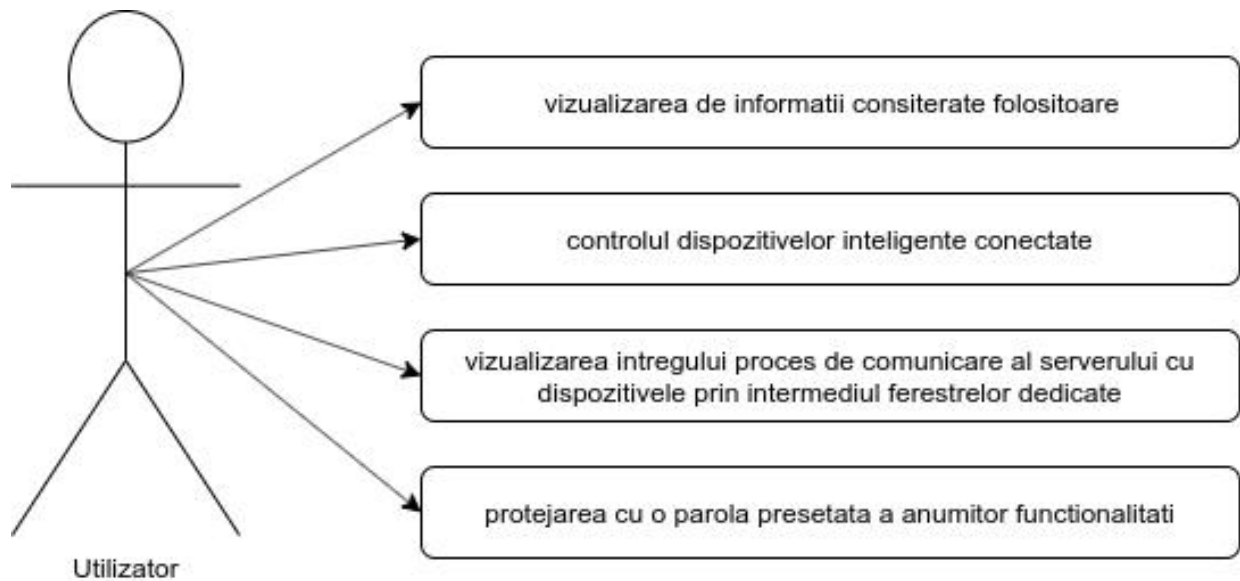 vizualizarea de informatii consiterate folositoare
controlul dispozitivelor inteligente conectate
vizualizarea intregului proces de comunicare al serverului cu
dispozitivele prin intermediul ferestrelor dedicate
protejarea cu o parola presetata a anumitor functionalitati
Utilizator